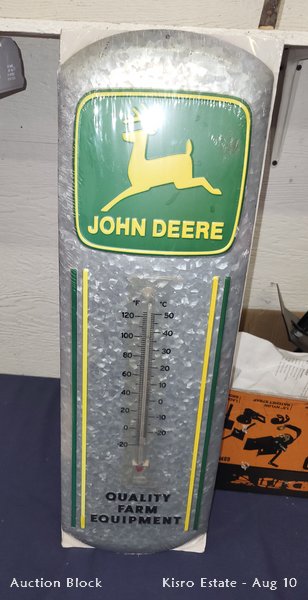 JOHN DEERE
°F °C
120 50
100 40
80 30
60 20
40 10
20 0
0 10
-20 20
QUALITY
FARM
EQUIPMENT
Auction Block Kisro Estate - Aug 10